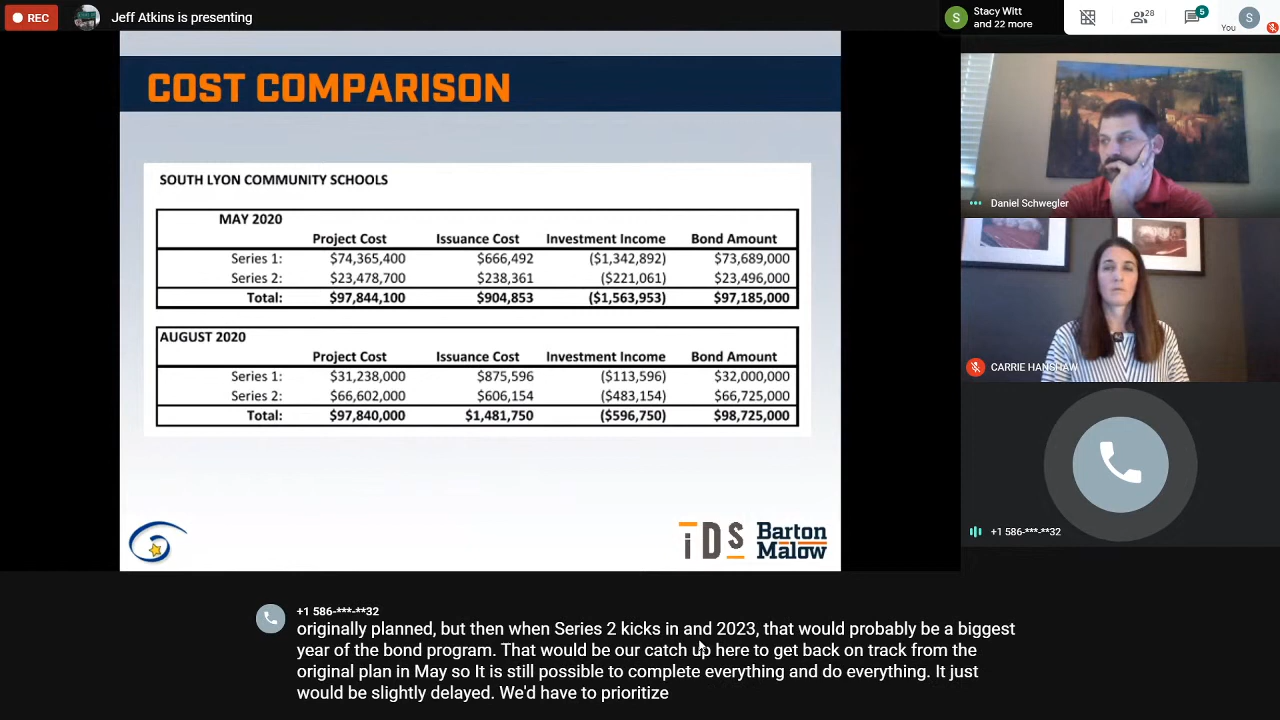 REC
Jeff Atkins is presenting
Stacy Witt
and 22 more
28
5
You
S
S
COST COMPARISON
SOUTH LYON COMMUNITY SCHOOLS
MAY 2020
Project Cost Issuance Cost Investment Income Bond Amount
Series 1: $74,365,400 $666,492 ($1,342,892) $73,689,000
Series 2: $23,478,700 $238,361 ($221,061) $23,496,000
Total: $97,844,100 $904,853 ($1,563,953) $97,185,000
AUGUST 2020
Project Cost Issuance Cost Investment Income Bond Amount
Series 1: $31,238,000 $875,596 ($113,596) $32,000,000
Series 2: $66,602,000 $606,154 ($483,154) $66,725,000
Total: $97,840,000 $1,481,750 ($596,750) $98,725,000
iDS
Barton
Malow
Daniel Schwegler
CARRIE HANSHAW
+1 586-***-**32
+1 586-***-**32
originally planned, but then when Series 2 kicks in and 2023, that would probably be a biggest
year of the bond program. That would be our catch up here to get back on track from the
original plan in May so It is still possible to complete everything and do everything. It just
would be slightly delayed. We'd have to prioritize